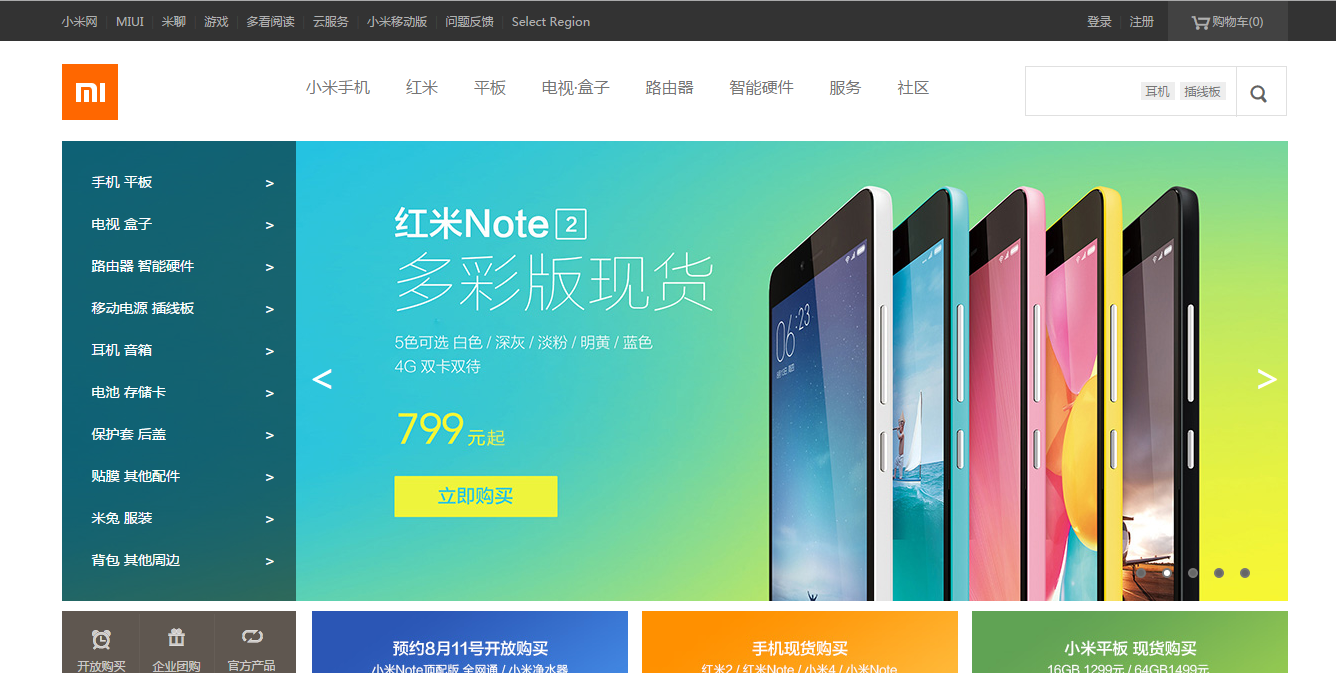 小米网 MIUI 米聊 游戏 多看阅读 云服务 小米移动版 问题反馈 Select Region 登录 注册 购物车(0)
mi 小米手机 红米 平板 电视·盒子 路由器 智能硬件 服务 社区 耳机 插线板
手机 平板 >
电视 盒子 >
路由器 智能硬件 >
移动电源 插线板 >
耳机 音箱 >
电池 存储卡 >
保护套 后盖 >
贴膜 其他配件 >
米兔 服装 >
背包 其他周边 >
红米Note 2
多彩版现货
5色可选 白色 / 深灰 / 淡粉 / 明黄 / 蓝色
4G 双卡双待
799元起
立即购买
< >
06:23
开放购买 企业团购 官方产品
预约8月11号开放购买
小米Note顶配版 全网通 / 小米净水器
手机现货购买
红米2 / 红米Note / 小米4 / 小米Note
小米平板 现货购买
16GB 1299元 / 64GB1499元